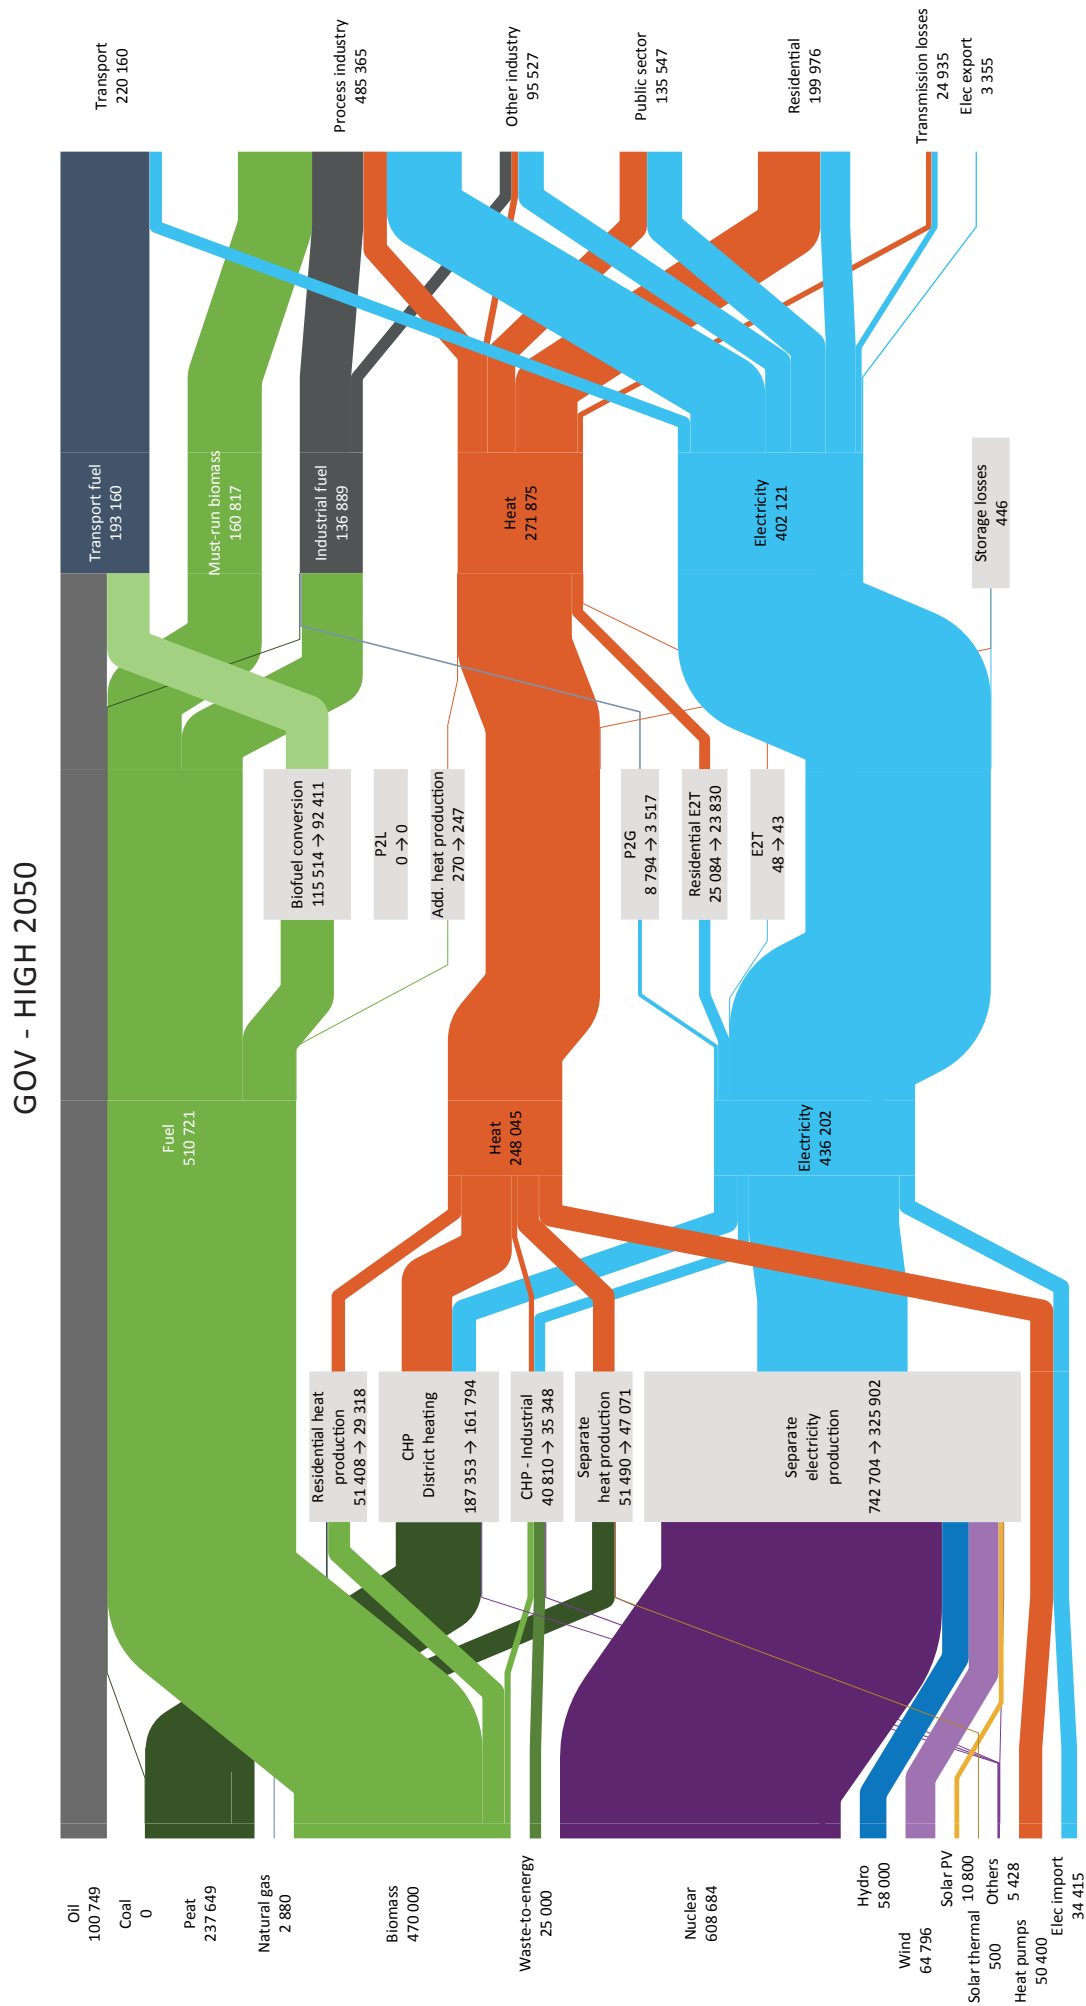 GOV - HIGH 2050
Oil
100 749
Coal
0
Peat
237 649
Natural gas
2 880
Biomass
470 000
Waste-to-energy
25 000
Nuclear
608 684
Hydro
58 000
Wind
64 796
Solar PV
10 800
Solar thermal
500
Others
5 428
Heat pumps
50 400
Elec import
34 415
Residential heat
production
51 408 → 29 318
CHP
District heating
187 353 → 161 794
CHP - Industrial
40 810 → 35 348
Separate
heat production
51 490 → 47 071
Separate
electricity
production
742 704 → 325 902
Fuel
510 721
Heat
248 045
Electricity
436 202
Biofuel conversion
115 514 → 92 411
P2L
0 → 0
Add. heat production
270 → 247
P2G
8 794 → 3 517
Residential E2T
25 084 → 23 830
E2T
48 → 43
Transport fuel
193 160
Must-run biomass
160 817
Industrial fuel
136 889
Heat
271 875
Electricity
402 121
Storage losses
446
Transport
220 160
Process industry
485 365
Other industry
95 527
Public sector
135 547
Residential
199 976
Transmission losses
24 935
Elec export
3 355